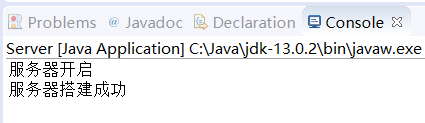 Problems @ Javadoc Declaration Console
Server [Java Application] C:\Java\jdk-13.0.2\bin\javaw.exe
服务器开启
服务器搭建成功